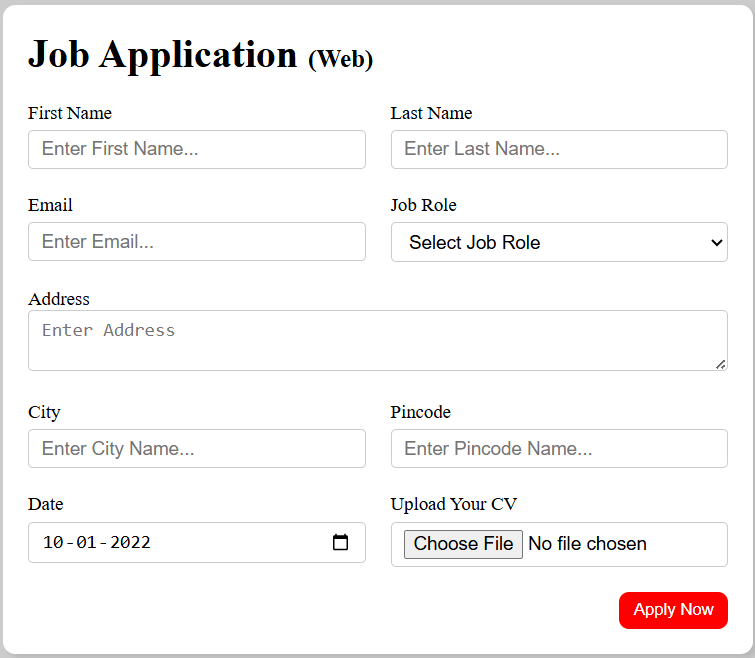 Job Application (Web)
First Name
Last Name
Enter First Name...
Enter Last Name...
Email
Job Role
Enter Email...
Select Job Role
Address
Enter Address
City
Pincode
Enter City Name...
Enter Pincode Name...
Date
Upload Your CV
10-01-2022
Choose File No file chosen
Apply Now